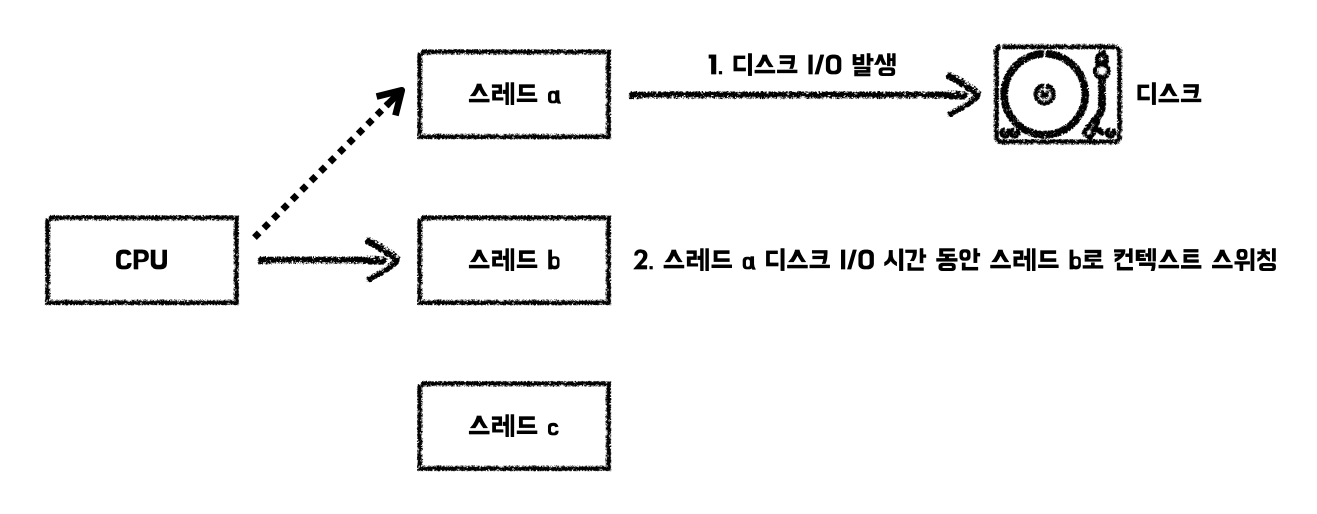 스레드 a
1. 디스크 I/O 발생
디스크
CPU
스레드 b
2. 스레드 a 디스크 I/O 시간 동안 스레드 b로 컨텍스트 스위칭
스레드 c